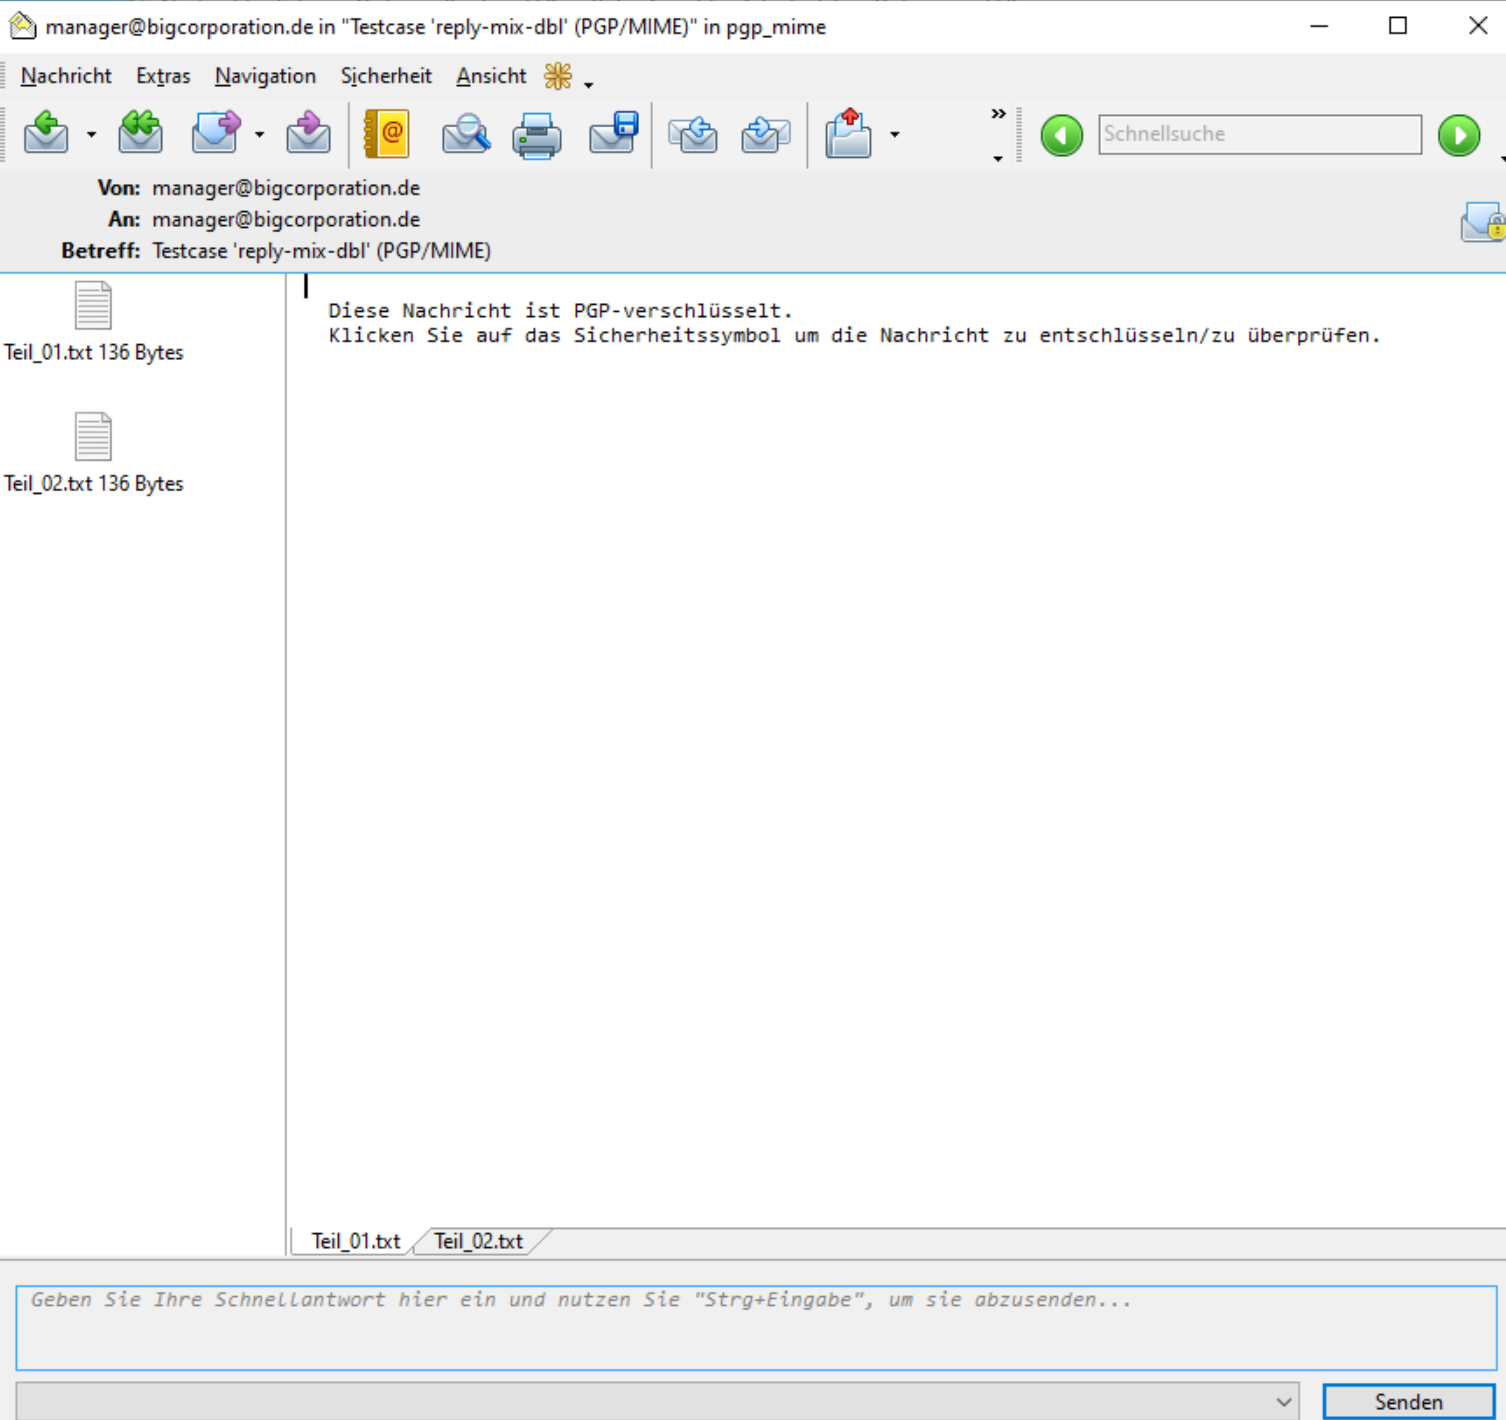 manager@bigcorporation.de in "Testcase 'reply-mix-dbl' (PGP/MIME)" in pgp_mime
Nachricht Extras Navigation Sicherheit Ansicht
Schnellsuche
Von: manager@bigcorporation.de
An: manager@bigcorporation.de
Betreff: Testcase 'reply-mix-dbl' (PGP/MIME)
Teil_01.txt 136 Bytes
Teil_02.txt 136 Bytes
Diese Nachricht ist PGP-verschlüsselt.
Klicken Sie auf das Sicherheitssymbol um die Nachricht zu entschlüsseln/zu überprüfen.
Teil_01.txt Teil_02.txt
Geben Sie Ihre Schnellantwort hier ein und nutzen Sie "Strg+Eingabe", um sie abzusenden...
Senden